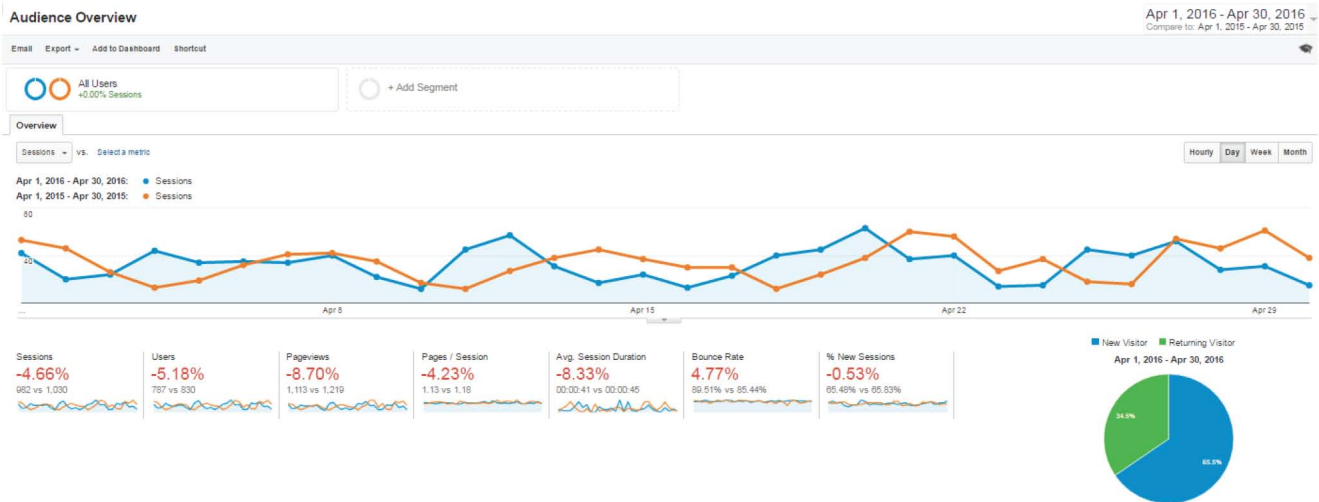 Audience Overview
Apr 1, 2016 - Apr 30, 2016
Compare to: Apr 1, 2015 - Apr 30, 2015
Email Export Add to Dashboard Shortcut
All Users
+0.00% Sessions
+ Add Segment
Overview
Sessions vs. Select a metric
Hourly Day Week Month
Apr 1, 2016 - Apr 30, 2016: Sessions
Apr 1, 2015 - Apr 30, 2015: Sessions
80
40
... Apr 8 Apr 15 Apr 22 Apr 29
New Visitor Returning Visitor
Apr 1, 2016 - Apr 30, 2016
Sessions Users Pageviews Pages / Session Avg. Session Duration Bounce Rate % New Sessions
-4.66% -5.18% -8.70% -4.23% -8.33% 4.77% -0.53%
982 vs 1,030 787 vs 830 1,113 vs 1,219 1.13 vs 1.18 00:00:41 vs 00:00:45 89.51% vs 85.44% 65.48% vs 65.83%
34.5%
65.5%